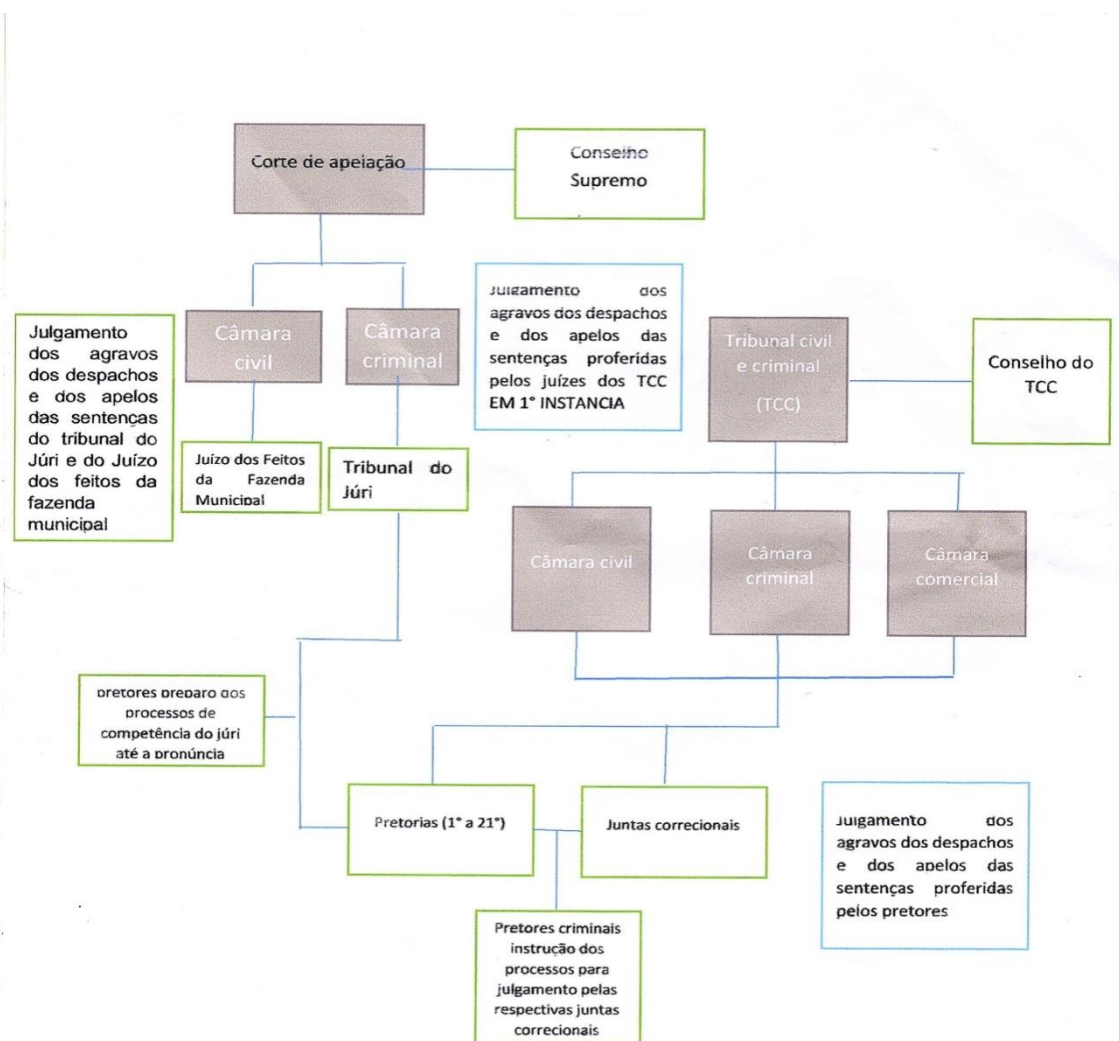 Corte de apelação
Conselho
Supremo
Câmara
civil
Câmara
criminal
Julgamento dos
agravos dos despachos
e dos apelos das
sentenças proferidas
pelos juízes dos TCC
EM 1° INSTANCIA
Tribunal civil
e criminal
(TCC)
Conselho do
TCC
Julgamento
dos agravos
dos despachos
e dos apelos
das sentenças
do tribunal do
Júri e do Juízo
dos feitos da
fazenda
municipal
Juízo dos Feitos
da Fazenda
Municipal
Tribunal do
Júri
Câmara civil
Câmara
criminal
Câmara
comercial
pretores preparo dos
processos de
competência do júri
até a pronúncia
Pretorias (1° a 21°)
Juntas correcionais
Julgamento dos
agravos dos despachos
e dos apelos das
sentenças proferidas
pelos pretores
Pretores criminais
instrução dos
processos para
julgamento pelas
respectivas juntas
correcionais